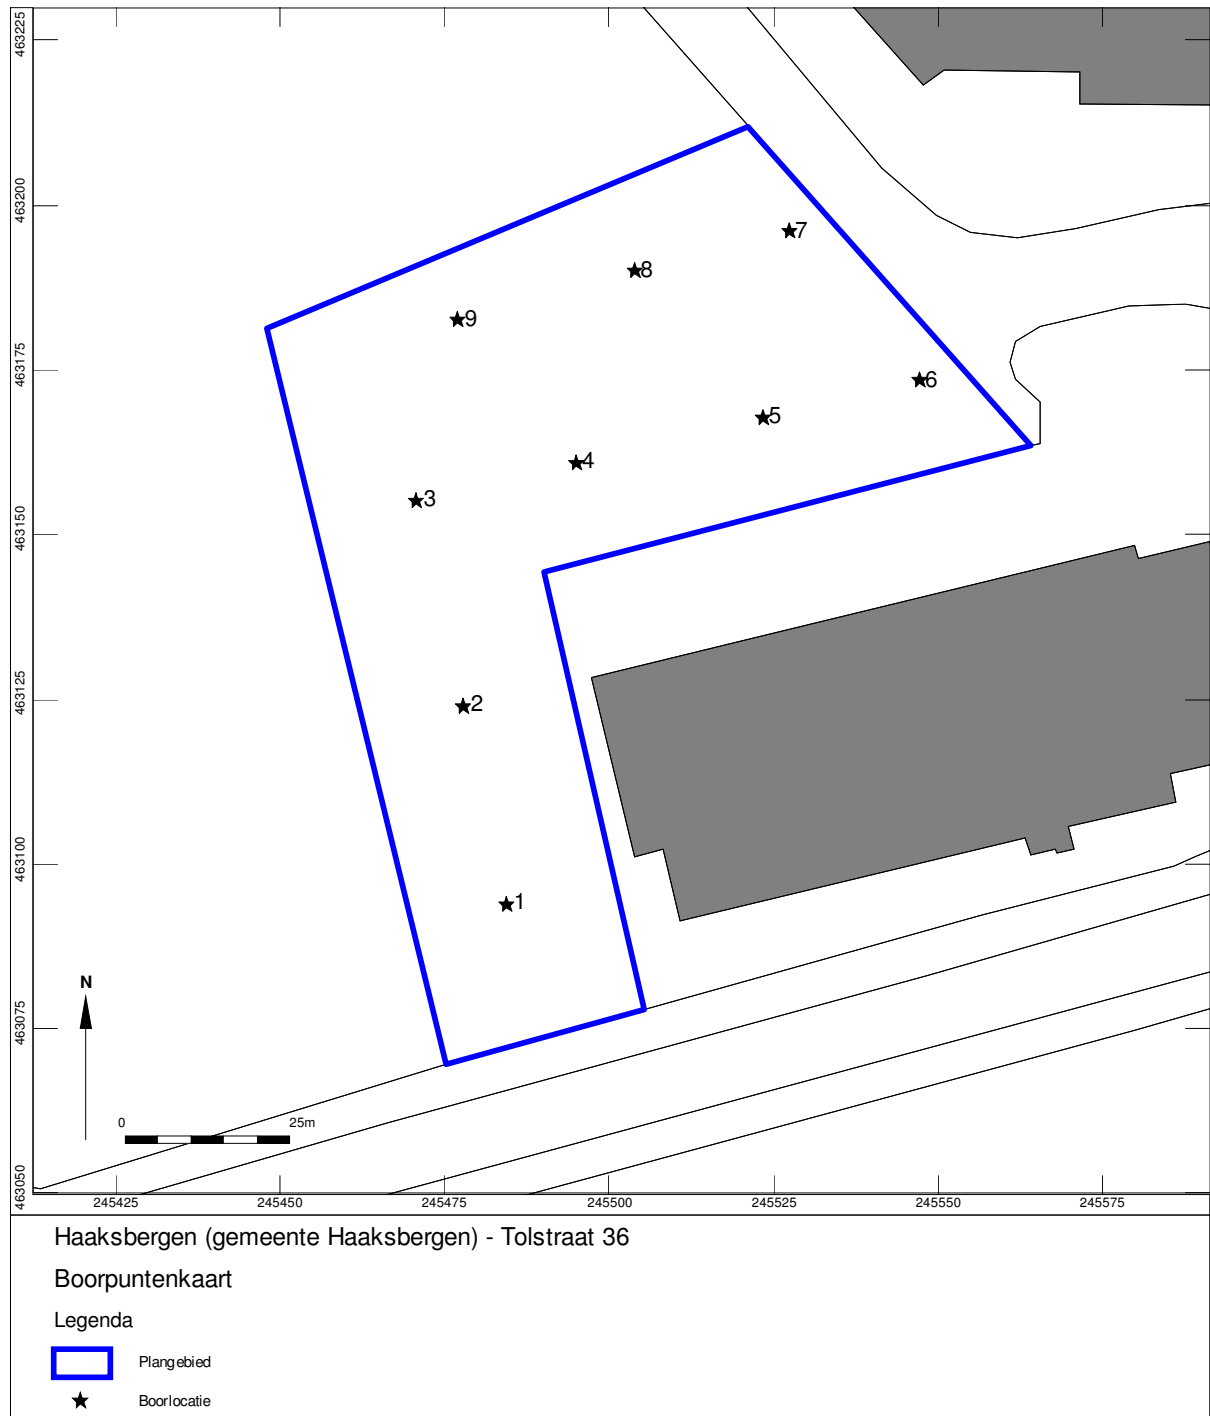 463225
463200
463175
463150
463125
463100
463075
463050
7
8
9
6
5
4
3
2
1
N
0 25m
245425 245450 245475 245500 245525 245550 245575
Haaksbergen (gemeente Haaksbergen) - Tolstraat 36
Boorpuntenkaart
Legenda
Plangebied
Boorlocatie